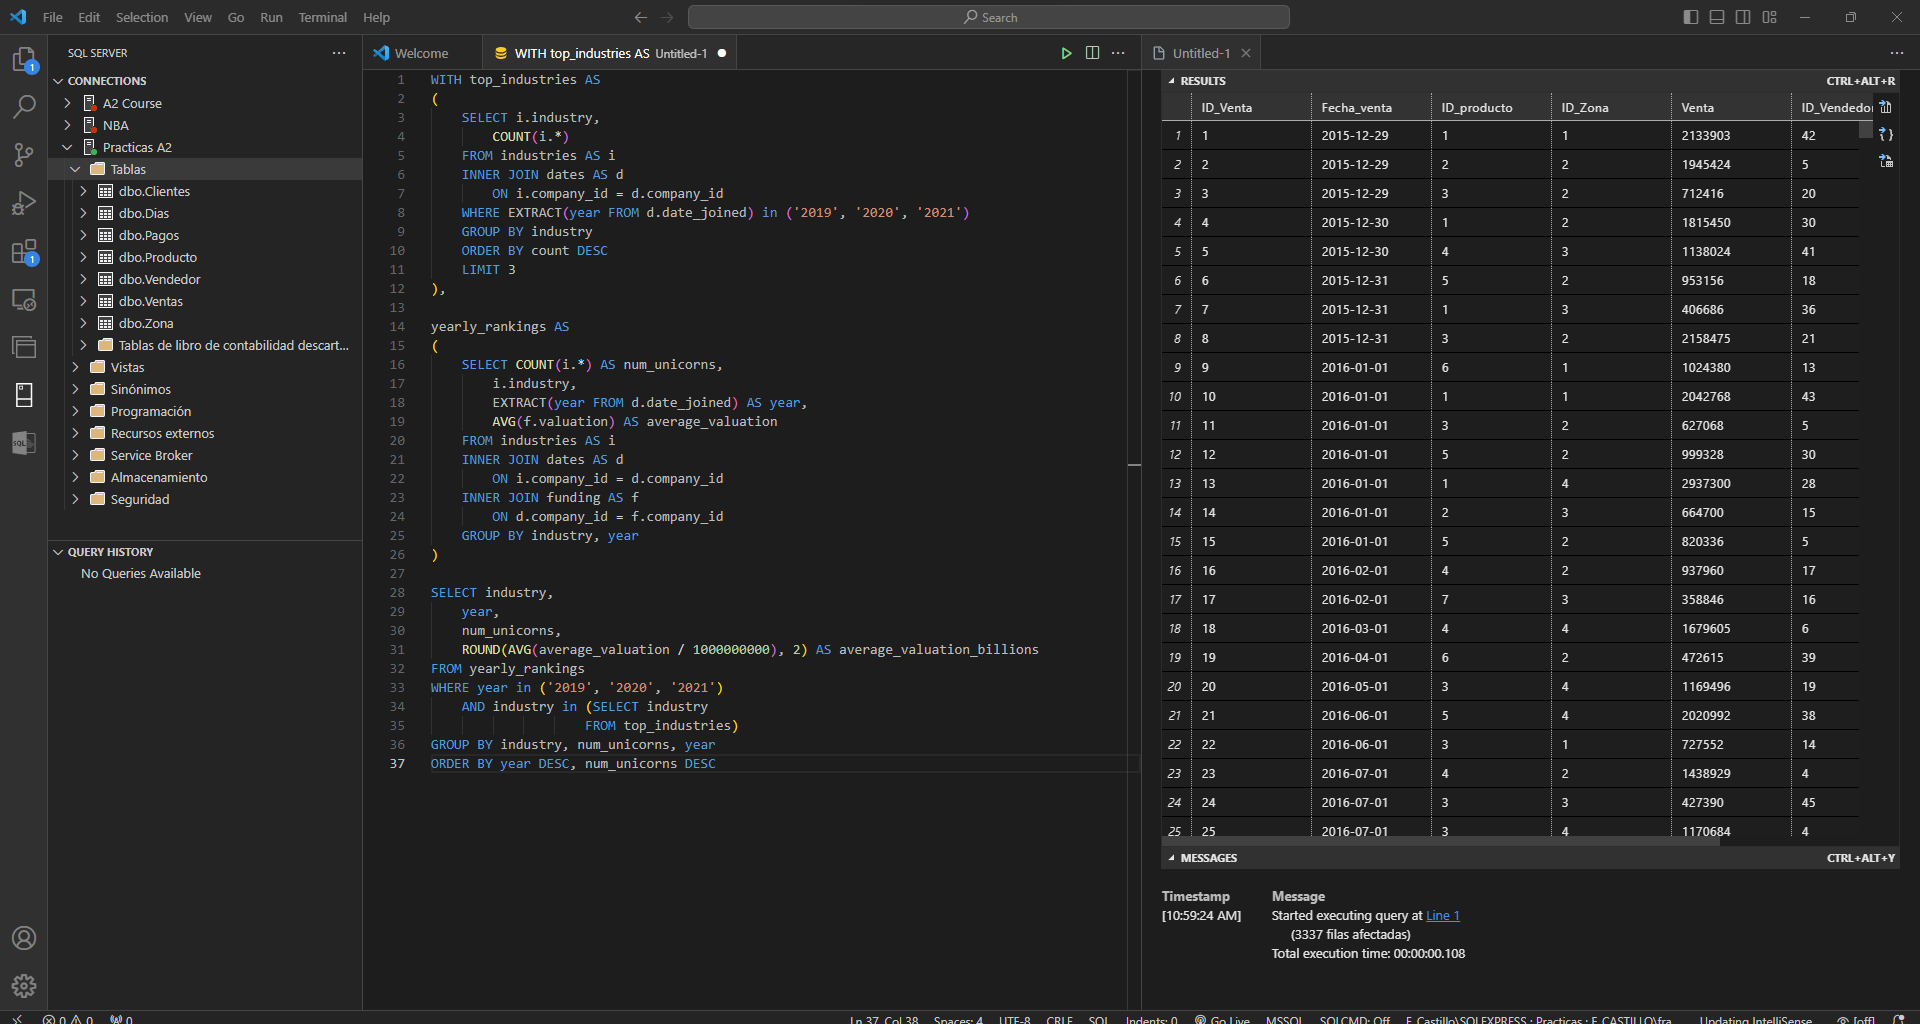 File Edit Selection View Go Run Terminal Help
Search
SQL SERVER
CONNECTIONS
A2 Course
NBA
Practicas A2
Tablas
dbo.Clientes
dbo.Dias
dbo.Pagos
dbo.Producto
dbo.Vendedor
dbo.Ventas
dbo.Zona
Tablas de libro de contabilidad descart...
Vistas
Sinónimos
Programación
Recursos externos
Service Broker
Almacenamiento
Seguridad
QUERY HISTORY
No Queries Available
1
1
SQL
Welcome
WITH top_industries AS Untitled-1
1 WITH top_industries AS
2 (
3 SELECT i.industry,
4 COUNT(i.*)
5 FROM industries AS i
6 INNER JOIN dates AS d
7 ON i.company_id = d.company_id
8 WHERE EXTRACT(year FROM d.date_joined) in ('2019', '2020', '2021')
9 GROUP BY industry
10 ORDER BY count DESC
11 LIMIT 3
12 ),
13
14 yearly_rankings AS
15 (
16 SELECT COUNT(i.*) AS num_unicorns,
17 i.industry,
18 EXTRACT(year FROM d.date_joined) AS year,
19 AVG(f.valuation) AS average_valuation
20 FROM industries AS i
21 INNER JOIN dates AS d
22 ON i.company_id = d.company_id
23 INNER JOIN funding AS f
24 ON d.company_id = f.company_id
25 GROUP BY industry, year
26 )
27
28 SELECT industry,
29 year,
30 num_unicorns,
31 ROUND(AVG(average_valuation / 1000000000), 2) AS average_valuation_billions
32 FROM yearly_rankings
33 WHERE year in ('2019', '2020', '2021')
34 AND industry in (SELECT industry
35 FROM top_industries)
36 GROUP BY industry, num_unicorns, year
37 ORDER BY year DESC, num_unicorns DESC
Untitled-1
RESULTS CTRL+ALT+R
ID_Venta Fecha_venta ID_producto ID_Zona Venta ID_Vendedor
1 1 2015-12-29 1 1 2133903 42
2 2 2015-12-29 2 2 1945424 5
3 3 2015-12-29 3 2 712416 20
4 4 2015-12-30 1 2 1815450 30
5 5 2015-12-30 4 3 1138024 41
6 6 2015-12-31 5 2 953156 18
7 7 2015-12-31 1 3 406686 36
8 8 2015-12-31 3 2 2158475 21
9 9 2016-01-01 6 1 1024380 13
10 10 2016-01-01 1 1 2042768 43
11 11 2016-01-01 3 2 627068 5
12 12 2016-01-01 5 2 999328 30
13 13 2016-01-01 1 4 2937300 28
14 14 2016-01-01 2 3 664700 15
15 15 2016-01-01 5 2 820336 5
16 16 2016-02-01 4 2 937960 17
17 17 2016-02-01 7 3 358846 16
18 18 2016-03-01 4 4 1679605 6
19 19 2016-04-01 6 2 472615 39
20 20 2016-05-01 3 4 1169496 19
21 21 2016-06-01 5 4 2020992 38
22 22 2016-06-01 3 1 727552 14
23 23 2016-07-01 4 2 1438929 4
24 24 2016-07-01 3 3 427390 45
25 25 2016-07-01 3 4 1170684 4
MESSAGES CTRL+ALT+Y
Timestamp Message
[10:59:24 AM] Started executing query at Line 1
(3337 filas afectadas)
Total execution time: 00:00:00.108
0 0 0 Ln 37, Col 38 Spaces: 4 UTF-8 CRLF SQL Indents: 0 Go Live MSSQL SQLCMD: Off F_Castillo\SQLEXPRESS : Practicas : F_CASTILLO\fra Updating IntelliSense [off]